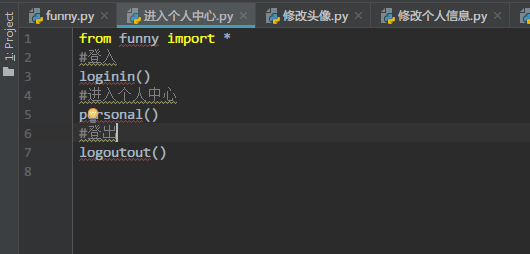 funny.py
进入个人中心.py
修改头像.py
修改个人信息.py
1: Project
1 from funny import *
2 #登入
3 loginin()
4 #进入个人中心
5 personal()
6 #登出
7 logoutout()
8